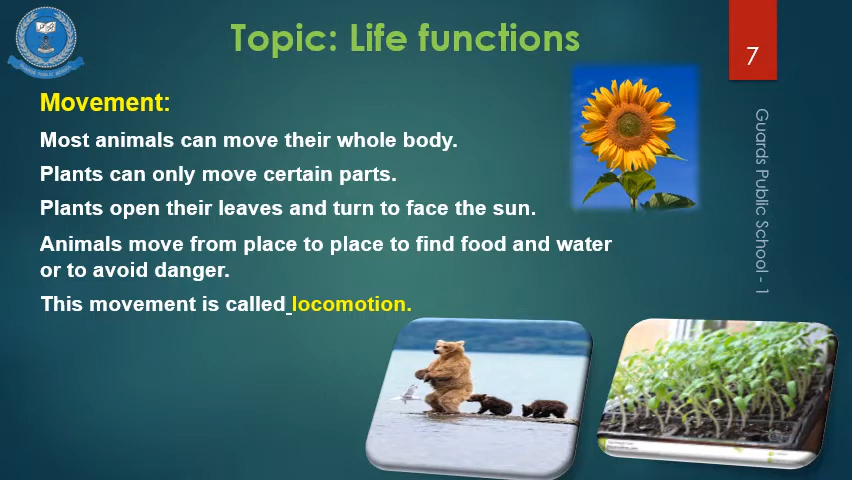 Topic: Life functions
7
Movement:
Most animals can move their whole body.
Plants can only move certain parts.
Plants open their leaves and turn to face the sun.
Animals move from place to place to find food and water
or to avoid danger.
This movement is called locomotion.
Guards Public School - 1